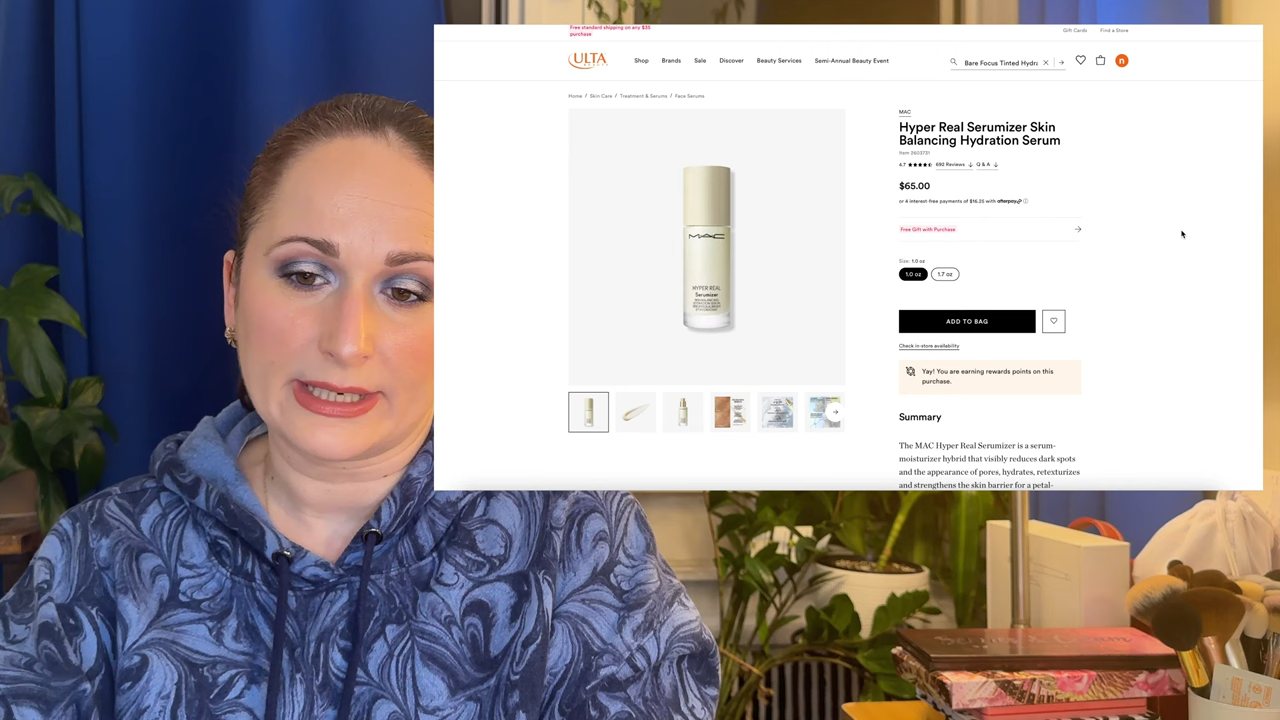 Free standard shipping on any $35
purchase
Gift Cards Find a Store
ULTA
Shop Brands Sale Discover Beauty Services Semi-Annual Beauty Event
Bare Focus Tinted Hydra
n
Home / Skin Care / Treatment & Serums / Face Serums
MAC
Hyper Real Serumizer Skin
Balancing Hydration Serum
Item 2603731
4.7 692 Reviews Q & A
$65.00
or 4 interest-free payments of $16.25 with afterpay
Free Gift with Purchase
Size: 1.0 oz
1.0 oz 1.7 oz
ADD TO BAG
Check in-store availability
Yay! You are earning rewards points on this
purchase.
Summary
The MAC Hyper Real Serumizer is a serum-
moisturizer hybrid that visibly reduces dark spots
and the appearance of pores, hydrates, retexturizes
and strengthens the skin barrier for a petal-
MAC
HYPER REAL
Serumizer